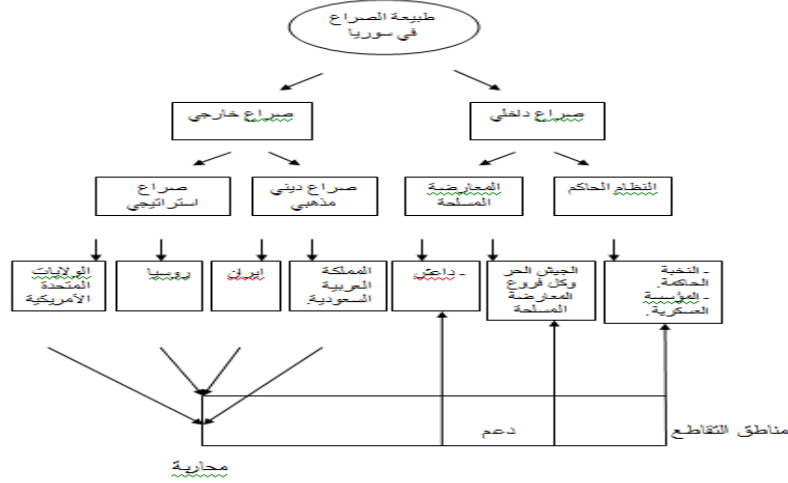 طبيعة الصراع
في سوريا
صراع داخلي
صراع خارجي
النظام الحاكم
المعارضة
المسلحة
صراع ديني
مذهبي
صراع
استراتيجي
ـ النخبة
الحاكمة.
ـ المؤسسة
العسكرية.
الجيش الحر
وكل فروع
المعارضة
المسلحة
ـ داعش
المملكة
العربية
السعودية.
ايران
روسيا
الولايات
المتحدة
الأمريكية
مناطق التقاطع
دعم
محاربة